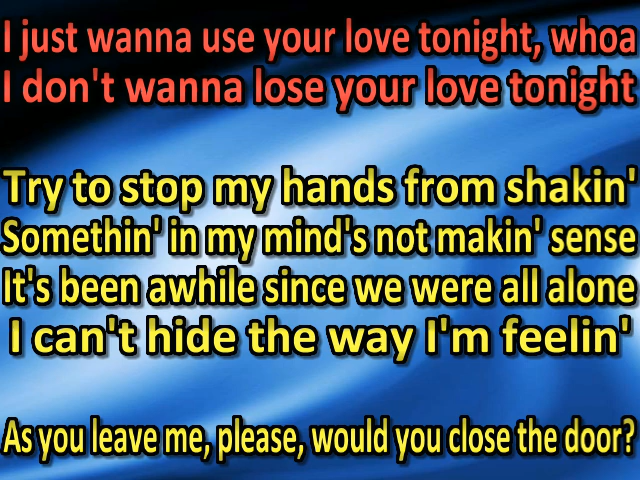 I just wanna use your love tonight, whoa
I don't wanna lose your love tonight
Try to stop my hands from shakin'
Somethin' in my mind's not makin' sense
It's been awhile since we were all alone
I can't hide the way I'm feelin'
As you leave me, please, would you close the door?